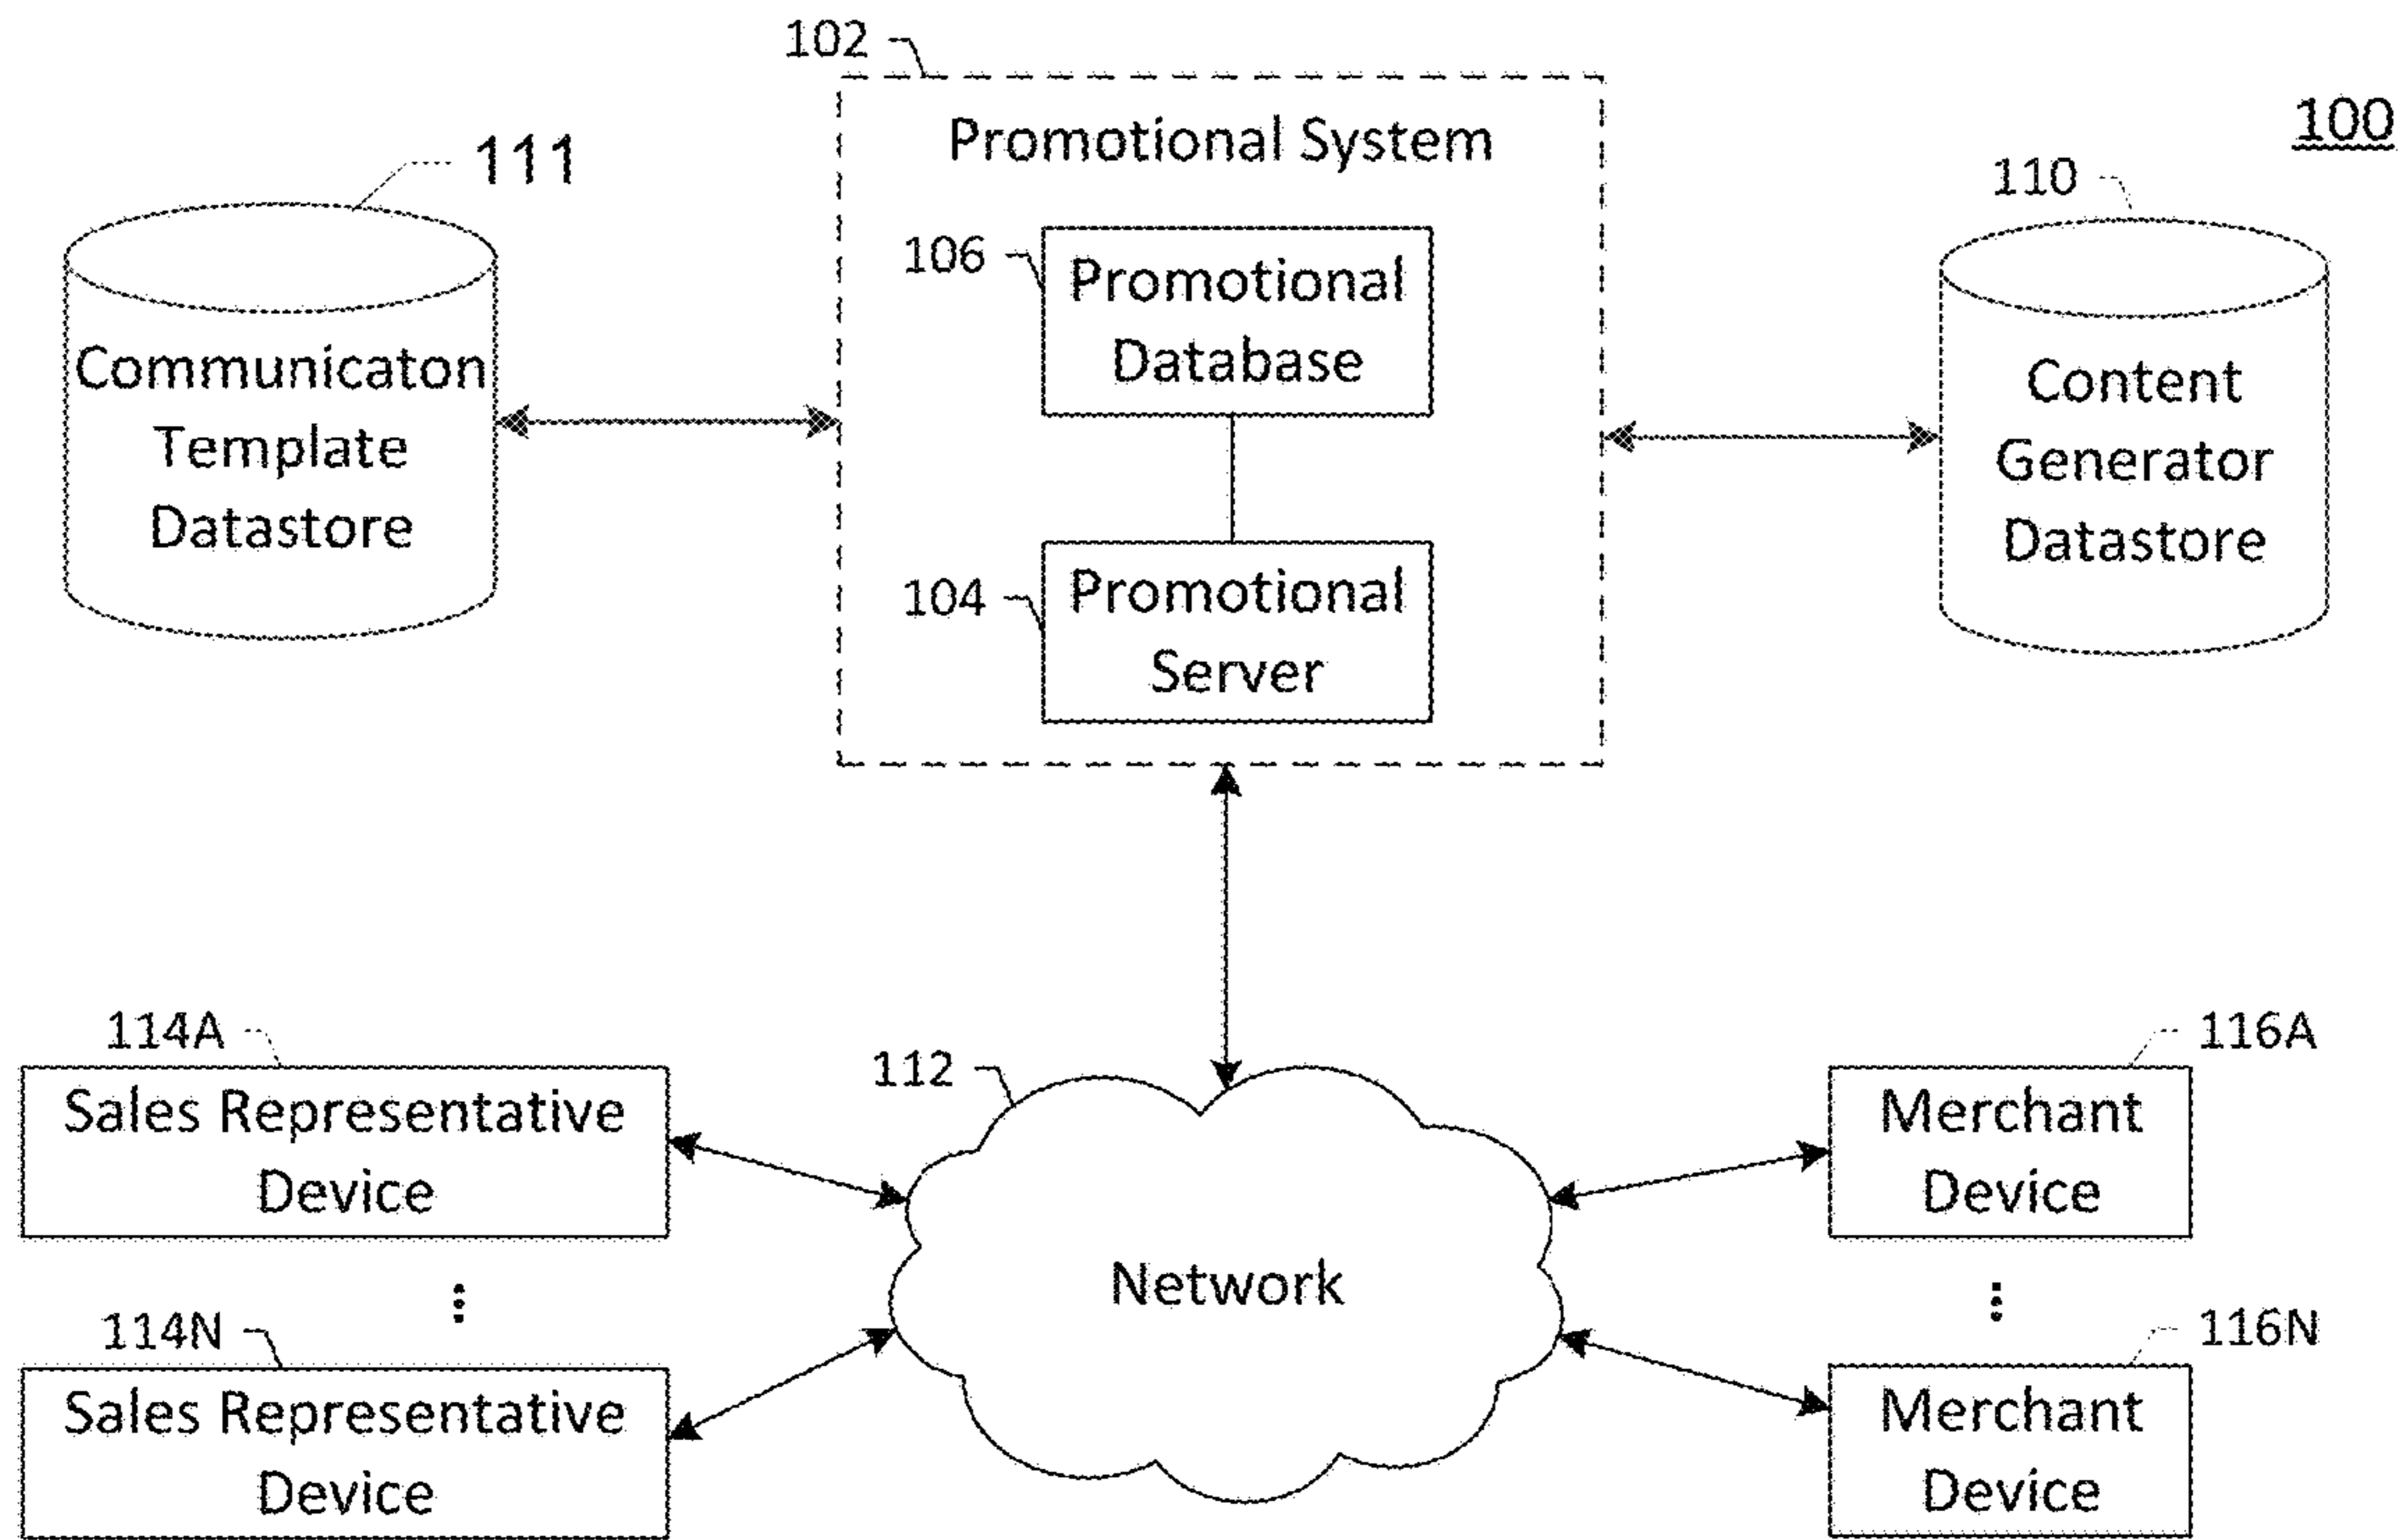 102
Promotional System
100
111
110
106
Promotional
Database
Communicaton
Template
Datastore
Content
Generator
Datastore
104
Promotional
Server
114A
112
116A
Sales Representative
Device
Merchant
Device
Network
114N
116N
Sales Representative
Device
Merchant
Device